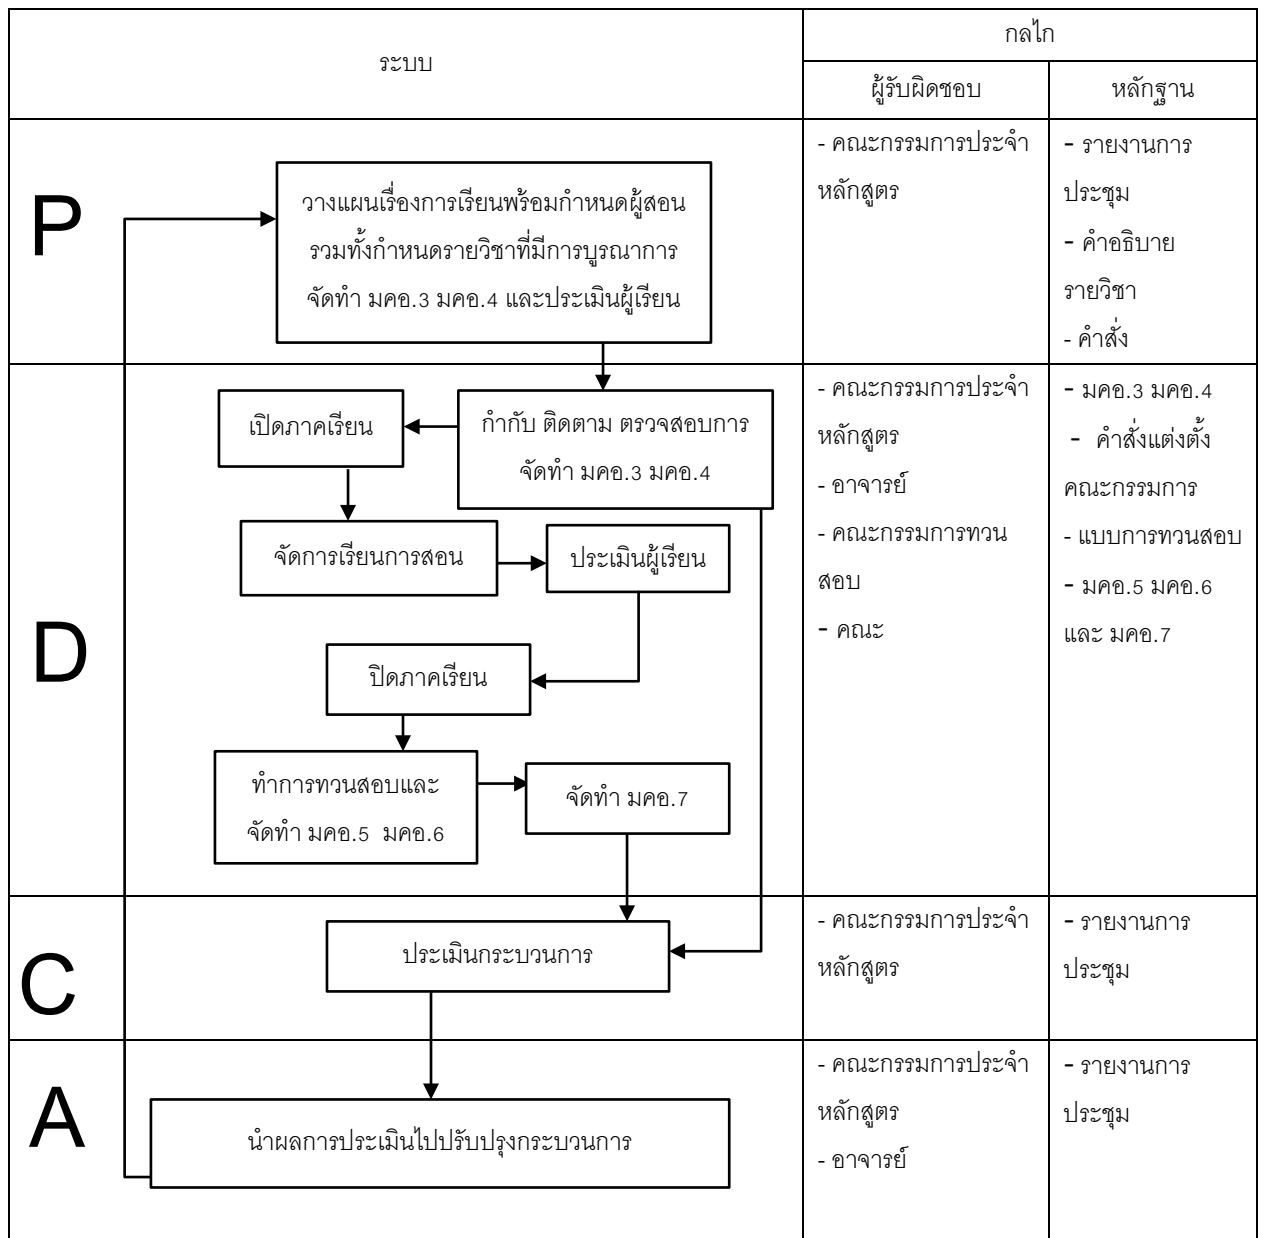 ระบบ
กลไก
ผู้รับผิดชอบ
หลักฐาน
P
วางแผนเรื่องการเรียนพร้อมกำหนดผู้สอน
รวมทั้งกำหนดรายวิชาที่มีการบูรณาการ
จัดทำ มคอ.3 มคอ.4 และประเมินผู้เรียน
- คณะกรรมการประจำ
หลักสูตร
- รายงานการ
ประชุม
- คำอธิบาย
รายวิชา
- คำสั่ง
D
เปิดภาคเรียน
กำกับ ติดตาม ตรวจสอบการ
จัดทำ มคอ.3 มคอ.4
จัดการเรียนการสอน
ประเมินผู้เรียน
ปิดภาคเรียน
ทำการทวนสอบและ
จัดทำ มคอ.5 มคอ.6
จัดทำ มคอ.7
- คณะกรรมการประจำ
หลักสูตร
- อาจารย์
- คณะกรรมการทวน
สอบ
- คณะ
- มคอ.3 มคอ.4
- คำสั่งแต่งตั้ง
คณะกรรมการ
- แบบการทวนสอบ
- มคอ.5 มคอ.6
และ มคอ.7
C
ประเมินกระบวนการ
- คณะกรรมการประจำ
หลักสูตร
- รายงานการ
ประชุม
A
นำผลการประเมินไปปรับปรุงกระบวนการ
- คณะกรรมการประจำ
หลักสูตร
- อาจารย์
- รายงานการ
ประชุม